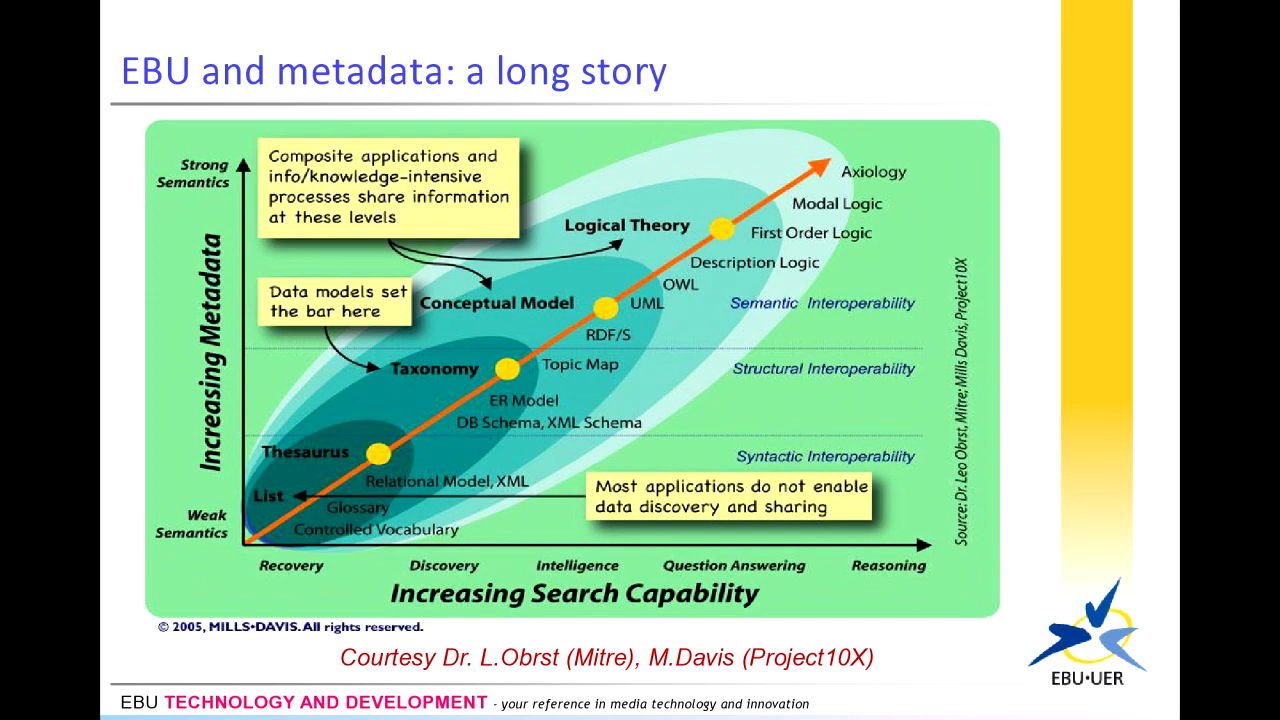 EBU and metadata: a long story
Strong
Semantics
Increasing Metadata
Weak
Semantics
Composite applications and
info/knowledge-intensive
processes share information
at these levels
Data models set
the bar here
Axiology
Modal Logic
Logical Theory
First Order Logic
Description Logic
OWL
Conceptual Model
UML
Semantic Interoperability
RDF/S
Taxonomy
Topic Map
Structural Interoperability
ER Model
DB Schema, XML Schema
Thesaurus
Syntactic Interoperability
Relational Model, XML
List
Most applications do not enable
data discovery and sharing
Glossary
Controlled Vocabulary
Recovery Discovery Intelligence Question Answering Reasoning
Increasing Search Capability
Source: Dr. Leo Obrst, Mitre; Mills Davis, Project10X
© 2005, MILLS•DAVIS. All rights reserved.
Courtesy Dr. L.Obrst (Mitre), M.Davis (Project10X)
EBU•UER
EBU TECHNOLOGY AND DEVELOPMENT - your reference in media technology and innovation